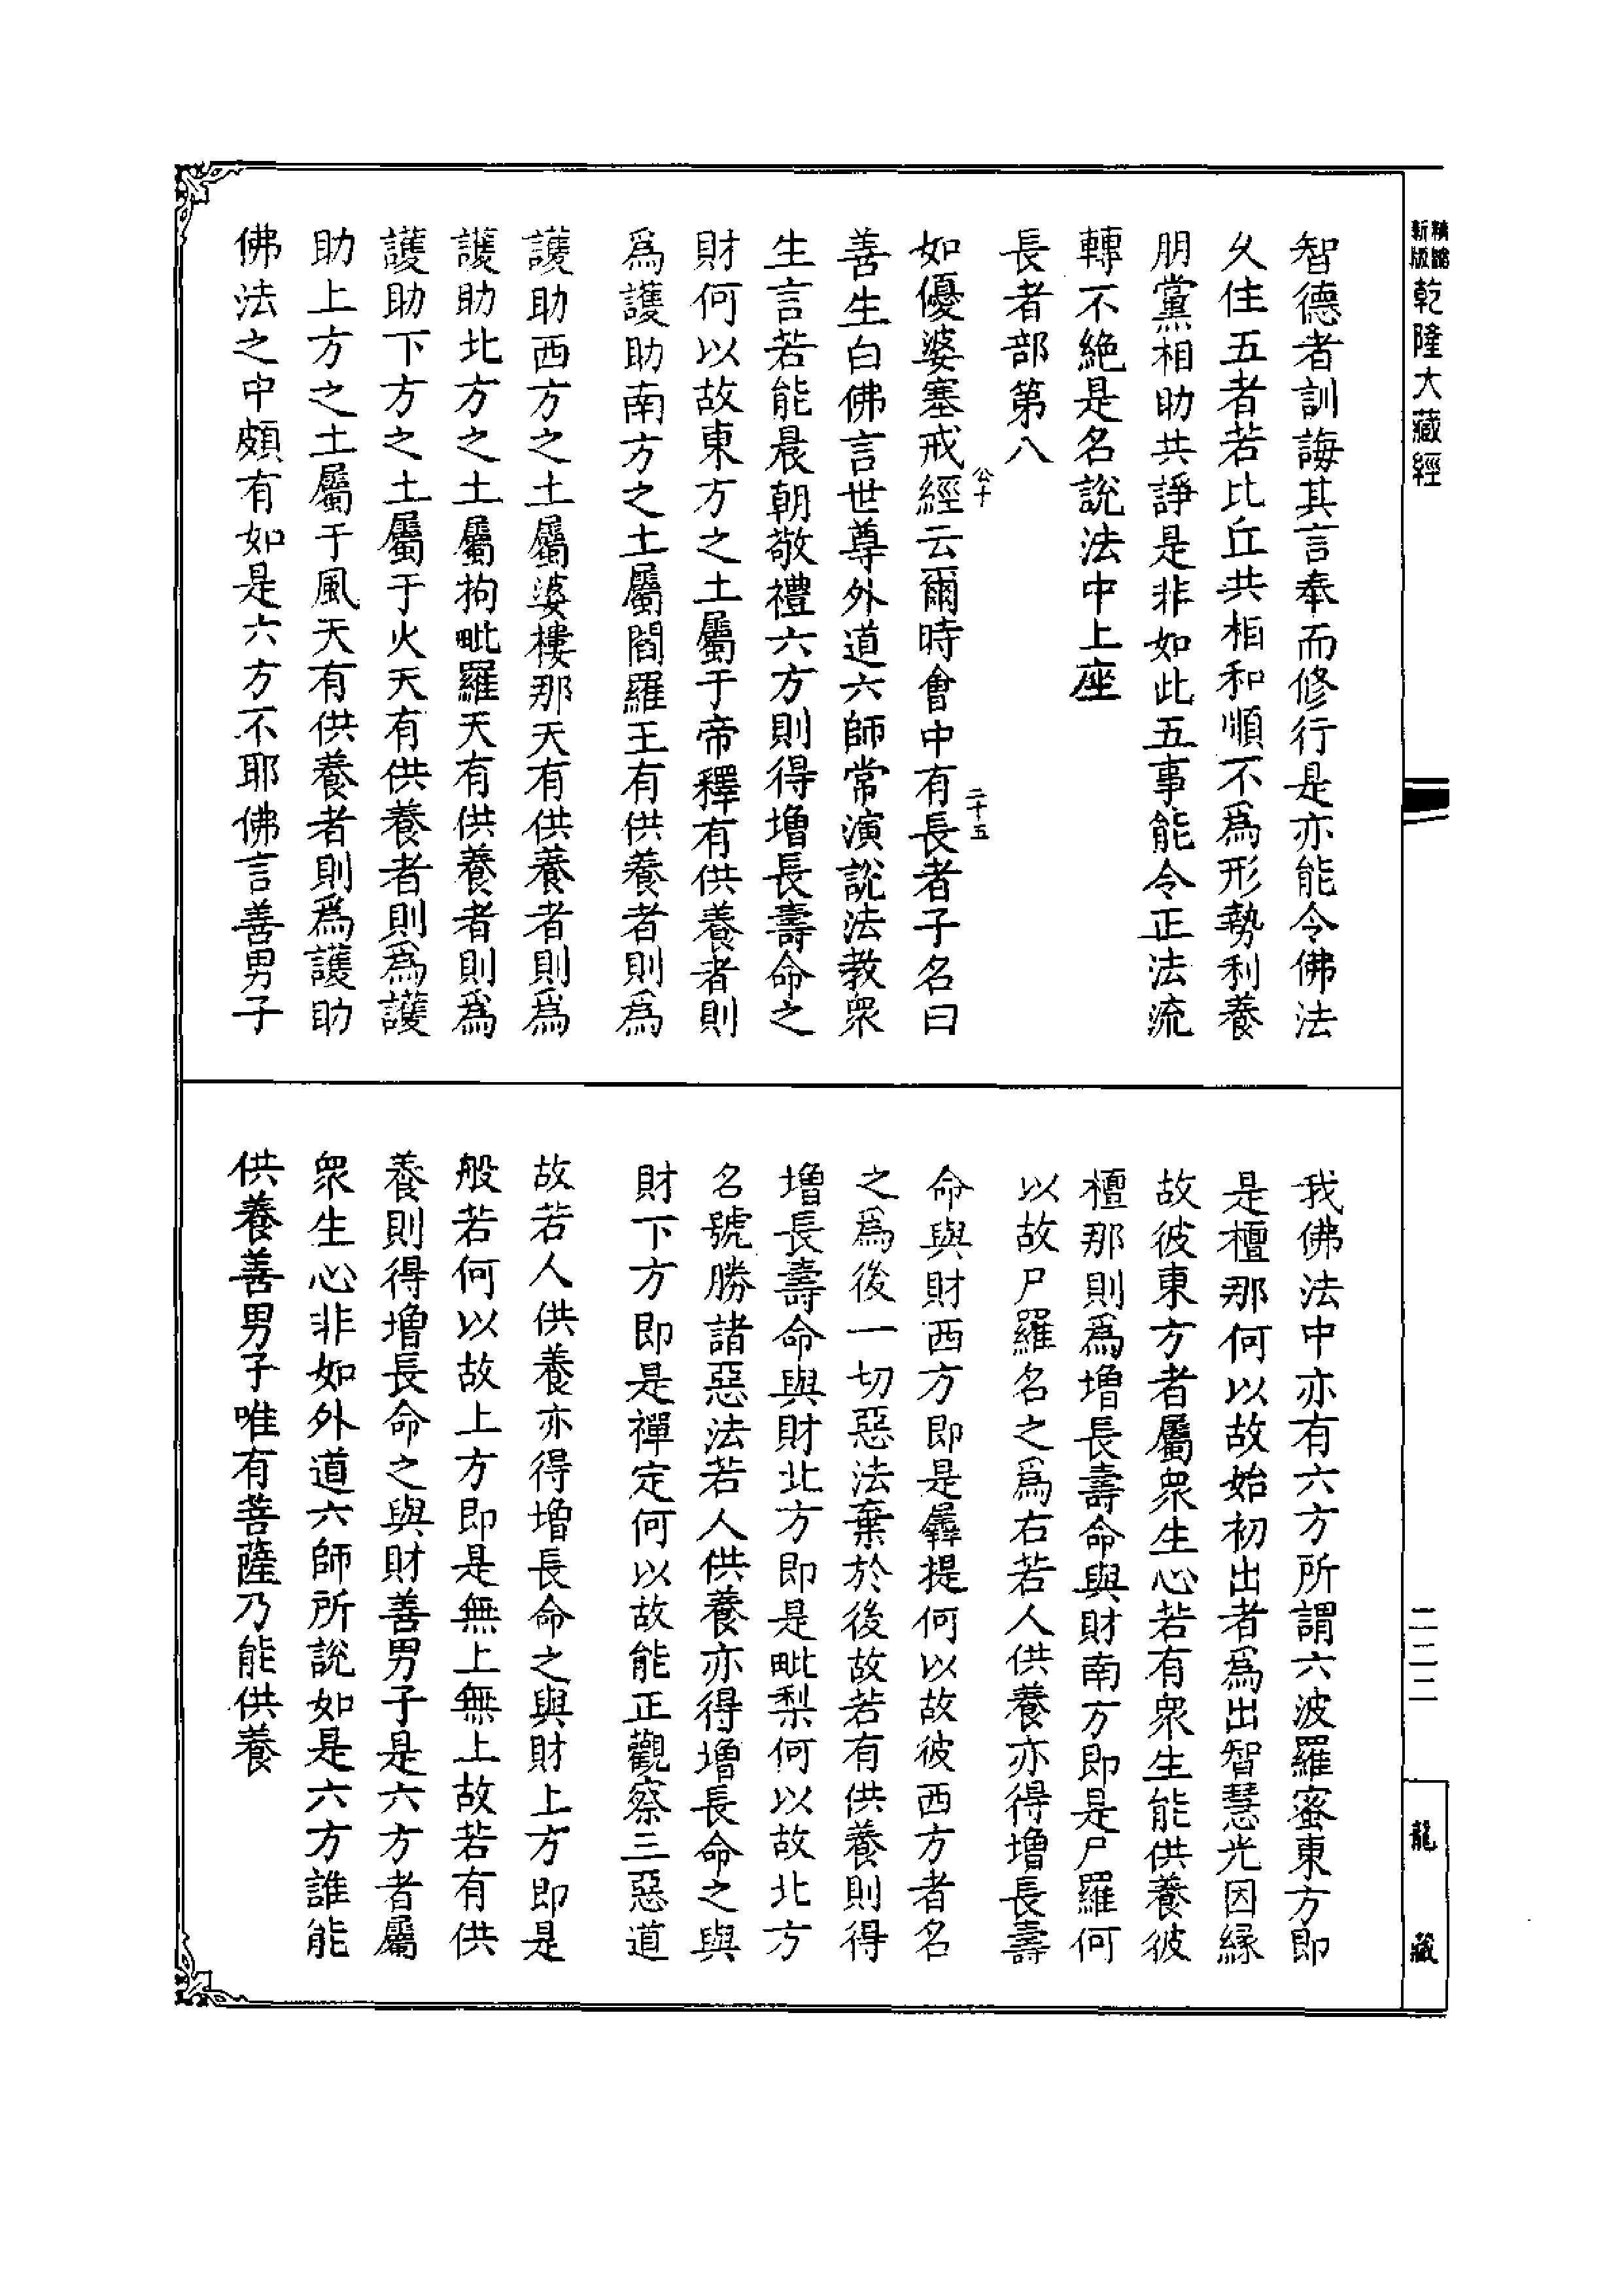 精縮
新版
乾隆大藏經
智德者訓誨其言奉而修行是亦能令佛法
久住五者若比丘共相和順不爲形勢利養
朋黨相助共諍是非如此五事能令正法流
轉不絶是名說法中上座
長者部第八
公十
二十五
如優婆塞戒經云爾時會中有長者子名曰
善生白佛言世尊外道六師常演說法教衆
生言若能晨朝敬禮六方則得增長壽命之
財何以故東方之土屬于帝釋有供養者則
爲護助南方之土屬閻羅王有供養者則爲
護助西方之土屬婆樓那天有供養者則爲
護助北方之土屬拘毗羅天有供養者則爲
護助下方之土屬于火天有供養者則爲護
助上方之土屬于風天有供養者則爲護助
佛法之中頗有如是六方不耶佛言善男子
我佛法中亦有六方所謂六波羅蜜東方即
是檀那何以故始初出者爲出智慧光因緣
故彼東方者屬衆生心若有衆生能供養彼
檀那則爲增長壽命與財南方即是尸羅何
以故尸羅名之爲右若人供養亦得增長壽
命與財西方即是羼提何以故彼西方者名
之爲後一切惡法棄於後故若有供養則得
增長壽命與財北方即是毗梨何以故北方
名號勝諸惡法若人供養亦得增長命之與
財下方即是禪定何以故能正觀察三惡道
故若人供養亦得增長命之與財上方即是
般若何以故上方即是無上無上故若有供
養則得增長命之與財善男子是六方者屬
衆生心非如外道六師所說如是六方誰能
供養善男子唯有菩薩乃能供養
二二二
龍藏